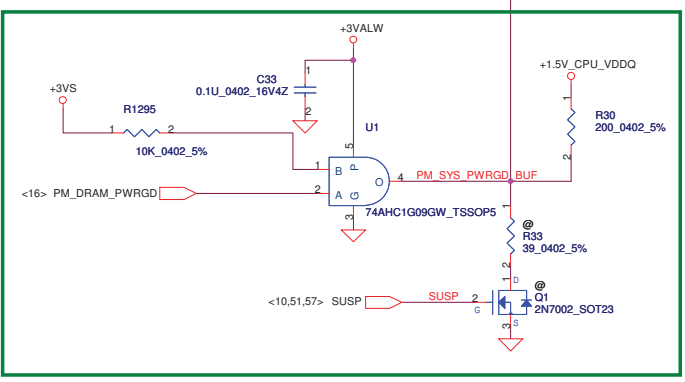 +3VALW
+3VS
C33
0.1U_0402_16V4Z
1
2
+1.5V_CPU_VDDQ
R1295
1
2
10K_0402_5%
U1
5
1
B
P
2
A
G
O
4
3
PM_SYS_PWRGD_BUF
74AHC1G09GW_TSSOP5
1
R30
200_0402_5%
2
<16> PM_DRAM_PWRGD
1
@
R33
39_0402_5%
2
<10,51,57> SUSP
SUSP
2
G
1
D
@
Q1
2N7002_SOT23
3
S